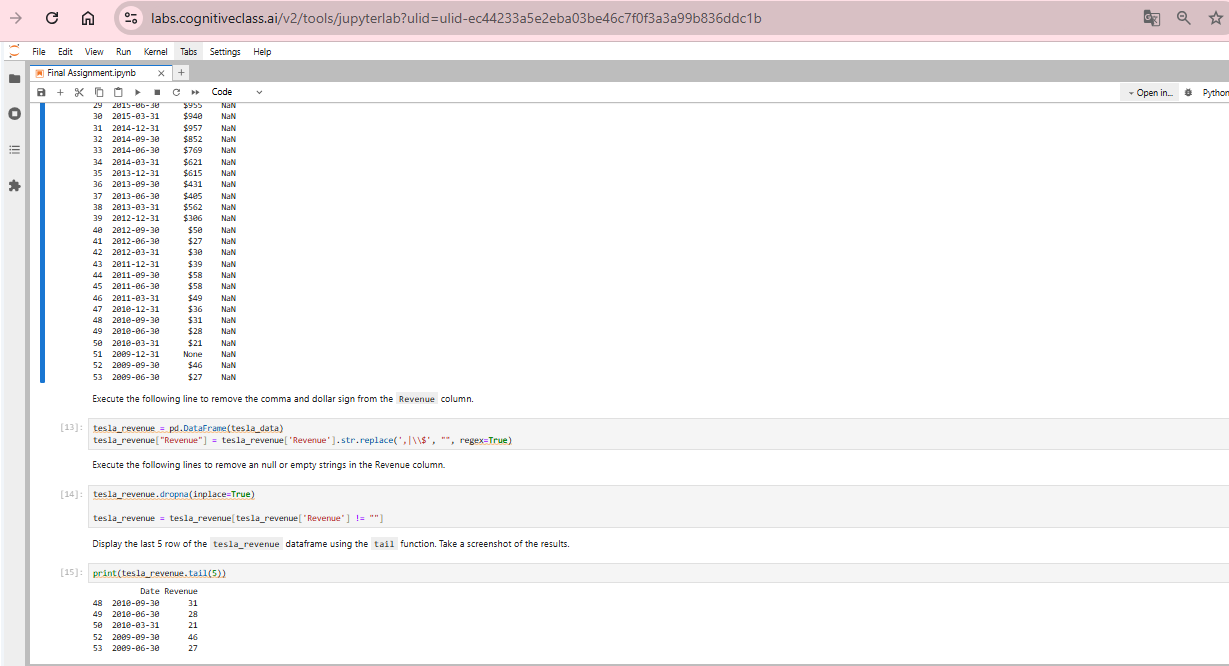 labs.cognitiveclass.ai/v2/tools/jupyterlab?ulid=ulid-ec44233a5e2eba03be46c7f0f3a3a99b836ddc1b
File Edit View Run Kernel Tabs Settings Help
Final Assignment.ipynb
Code Open in... Python
29 2015-06-30 $955 NaN
30 2015-03-31 $940 NaN
31 2014-12-31 $957 NaN
32 2014-09-30 $852 NaN
33 2014-06-30 $769 NaN
34 2014-03-31 $621 NaN
35 2013-12-31 $615 NaN
36 2013-09-30 $431 NaN
37 2013-06-30 $405 NaN
38 2013-03-31 $562 NaN
39 2012-12-31 $306 NaN
40 2012-09-30 $50 NaN
41 2012-06-30 $27 NaN
42 2012-03-31 $30 NaN
43 2011-12-31 $39 NaN
44 2011-09-30 $58 NaN
45 2011-06-30 $58 NaN
46 2011-03-31 $49 NaN
47 2010-12-31 $36 NaN
48 2010-09-30 $31 NaN
49 2010-06-30 $28 NaN
50 2010-03-31 $21 NaN
51 2009-12-31 None NaN
52 2009-09-30 $46 NaN
53 2009-06-30 $27 NaN
Execute the following line to remove the comma and dollar sign from the Revenue column.
[13]: tesla_revenue = pd.DataFrame(tesla_data)
tesla_revenue["Revenue"] = tesla_revenue['Revenue'].str.replace(',|\\$', "", regex=True)
Execute the following lines to remove an null or empty strings in the Revenue column.
[14]: tesla_revenue.dropna(inplace=True)
tesla_revenue = tesla_revenue[tesla_revenue['Revenue'] != ""]
Display the last 5 row of the tesla_revenue dataframe using the tail function. Take a screenshot of the results.
[15]: print(tesla_revenue.tail(5))
Date Revenue
48 2010-09-30 31
49 2010-06-30 28
50 2010-03-31 21
52 2009-09-30 46
53 2009-06-30 27